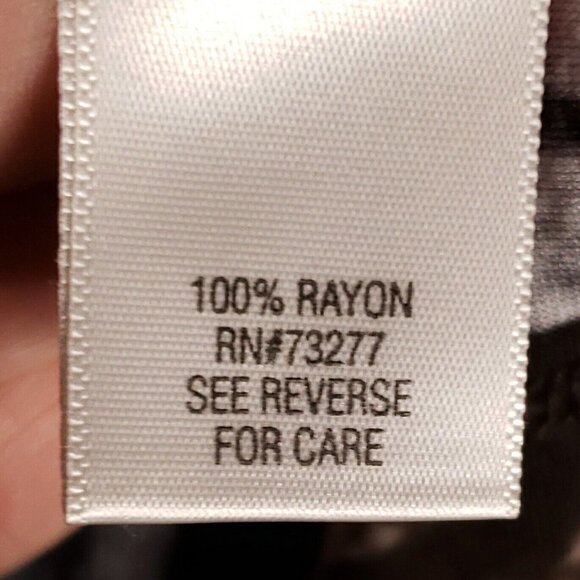 100% RAYON
RN#73277
SEE REVERSE
FOR CARE